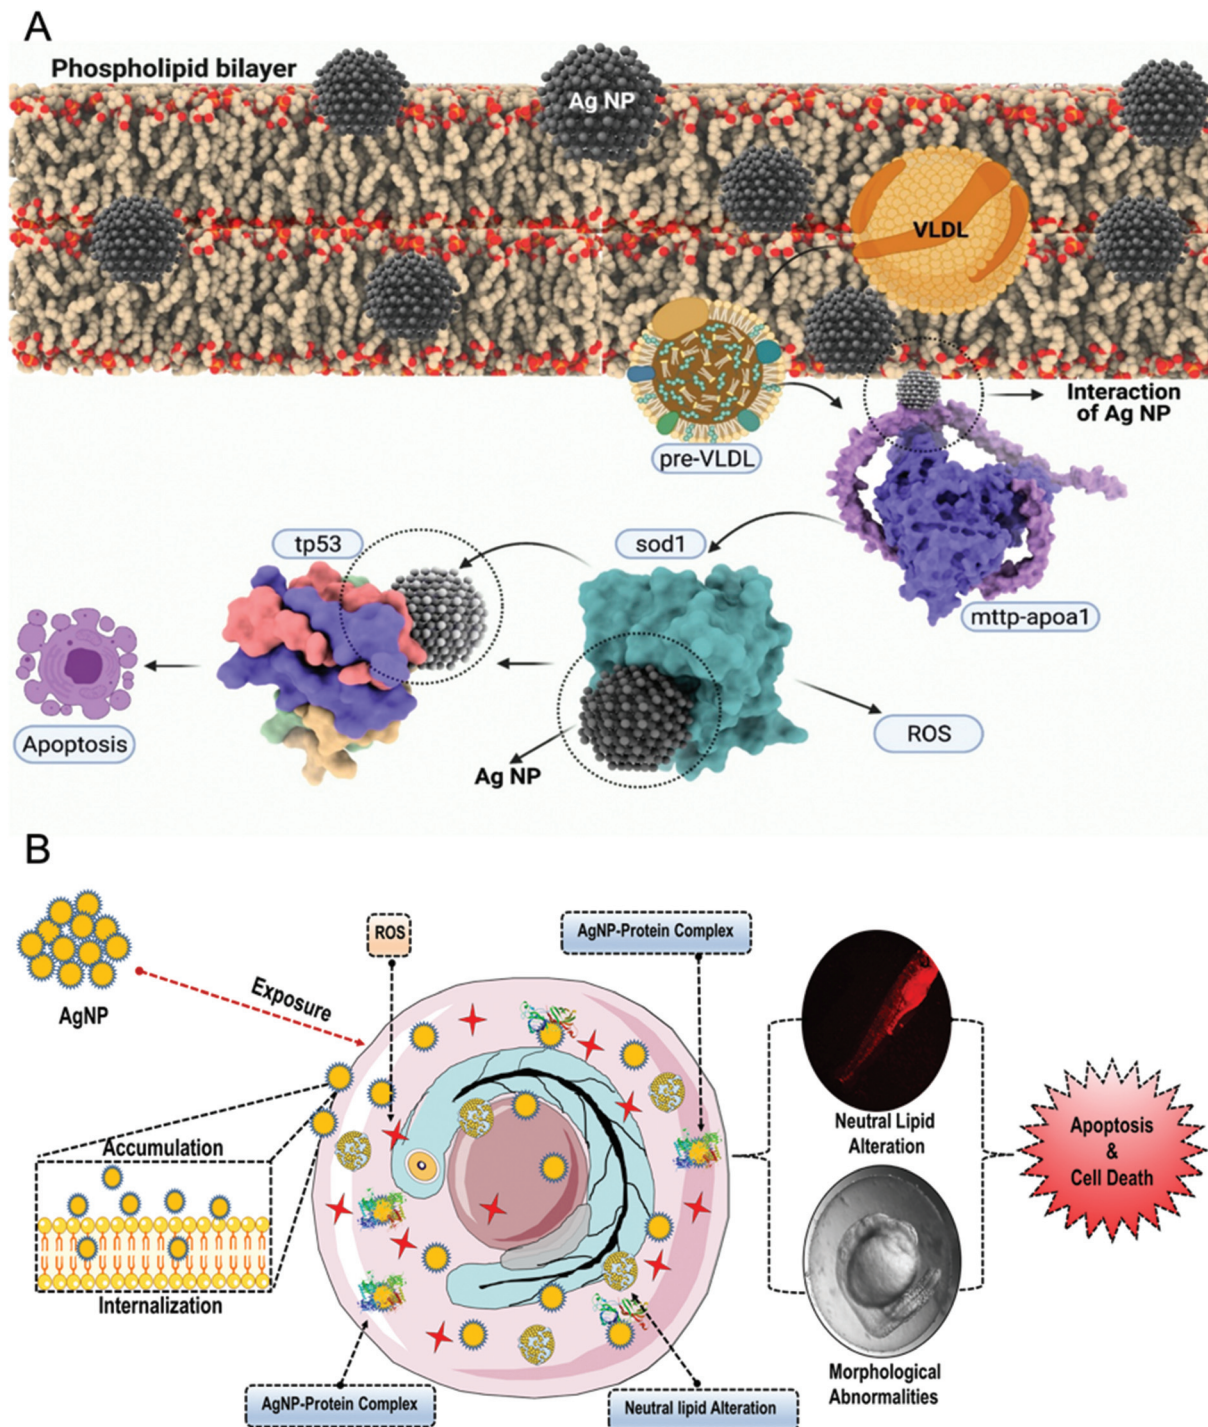 A
Phospholipid bilayer
Ag NP
VLDL
Interaction
of Ag NP
pre-VLDL
tp53
sod1
mttp-apoa1
Apoptosis
ROS
Ag NP
B
ROS
AgNP-Protein Complex
AgNP
Exposure
Accumulation
Internalization
Neutral Lipid
Alteration
Apoptosis
&
Cell Death
AgNP-Protein Complex
Neutral lipid Alteration
Morphological
Abnormalities